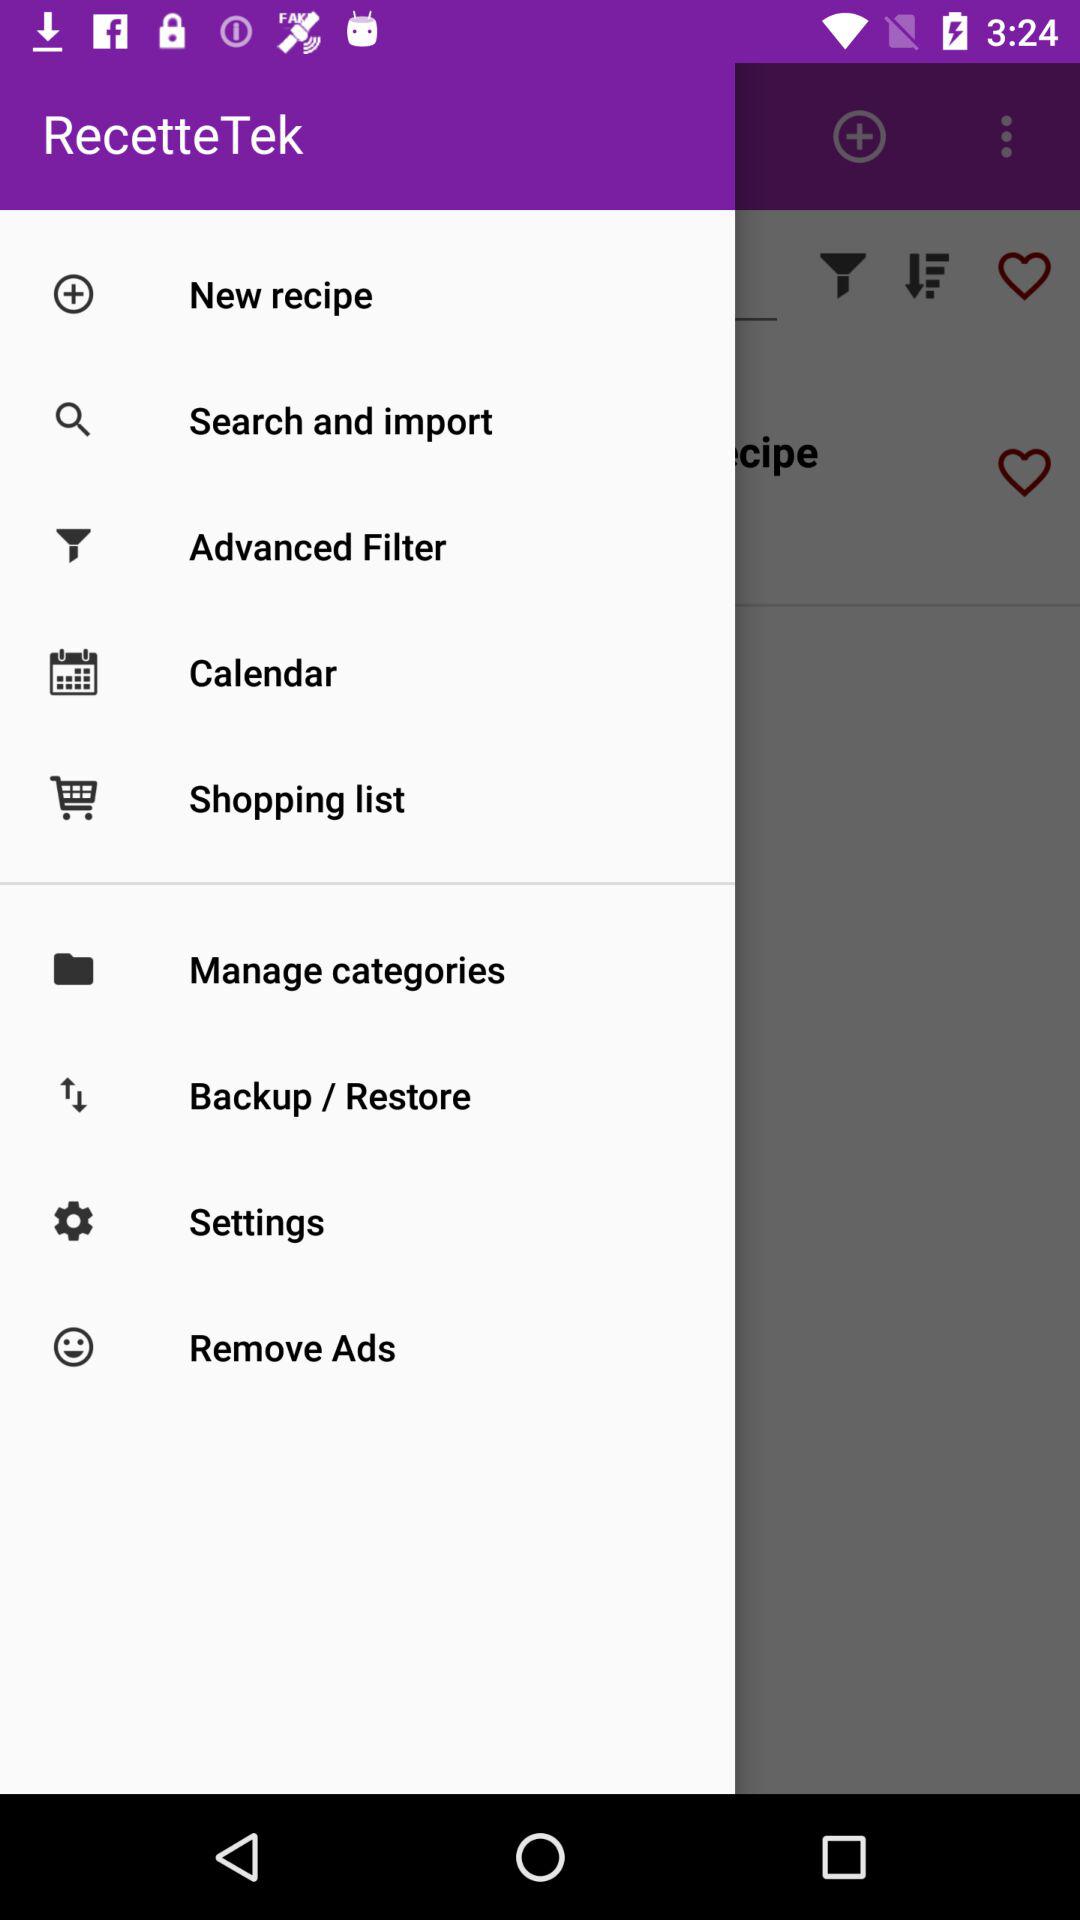 FAKE
3:24
RecetteTek
New recipe
Search and import
ecipe
Advanced Filter
Calendar
Shopping list
Manage categories
Backup / Restore
Settings
Remove Ads